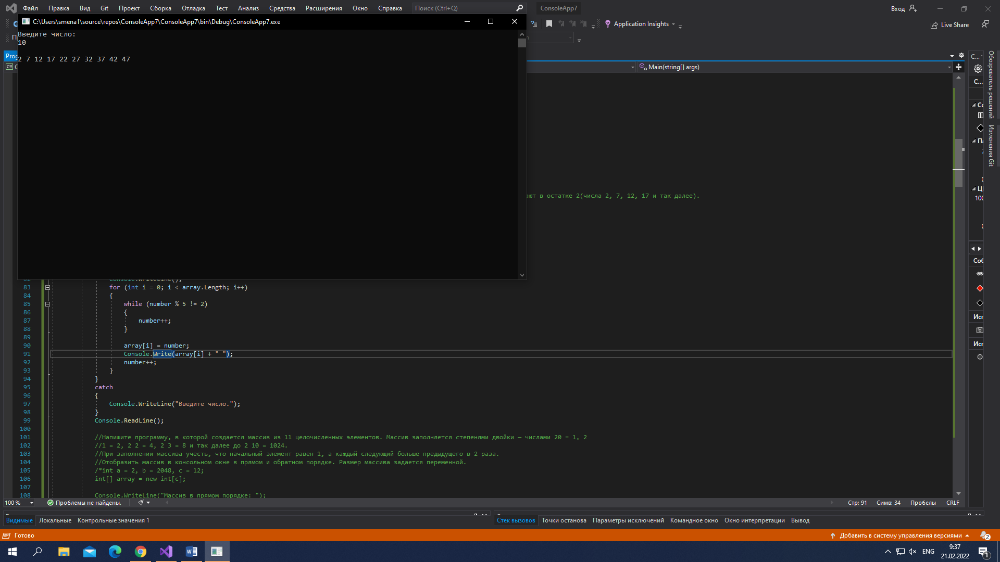 Файл Правка Вид Git Проект Сборка Отладка Тест Анализ Средства Расширения Окно Справка Поиск (Ctrl+Q) ConsoleApp7 Вход
C:\Users\smena1\source\repos\ConsoleApp7\ConsoleApp7\bin\Debug\ConsoleApp7.exe
Application Insights Live Share
Введите число:
10
2 7 12 17 22 27 32 37 42 47
Main(string[] args)
Обозреватель решений
Изменения Git
в остатке 2(числа 2, 7, 12, 17 и так далее).
82 Console.WriteLine();
83 for (int i = 0; i < array.Length; i++)
84 {
85 while (number % 5 != 2)
86 {
87 number++;
88 }
89
90 array[i] = number;
91 Console.Write(array[i] + " ");
92 number++;
93 }
94 }
95 catch
96 {
97 Console.WriteLine("Введите число.");
98 }
99 Console.ReadLine();
100
101 //Напишите программу, в которой создается массив из 11 целочисленных элементов. Массив заполняется степенями двойки — числами 20 = 1, 2
102 //1 = 2, 2 2 = 4, 2 3 = 8 и так далее до 2 10 = 1024.
103 //При заполнении массива учесть, что начальный элемент равен 1, а каждый следующий больше предыдущего в 2 раза.
104 //Отобразить массив в консольном окне в прямом и обратном порядке. Размер массива задается переменной.
105 /*int a = 2, b = 2048, c = 12;
106 int[] array = new int[c];
107
108 Console.WriteLine("Массив в прямом порядке: ");
100 % Проблемы не найдены. Стр: 91 Симв: 34 Пробелы CRLF
Видимые Локальные Контрольные значения 1 Стек вызовов Точки останова Параметры исключений Командное окно Окно интерпретации Вывод
Готово Добавить в систему управления версиями 2
ENG 9:37
21.02.2022 1